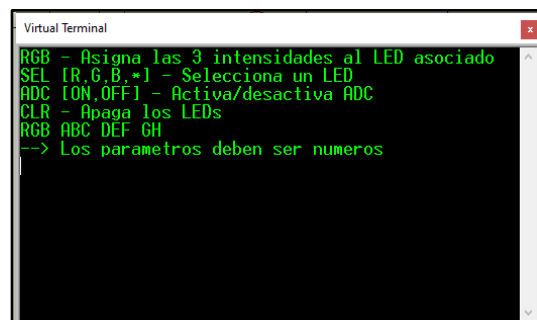 Virtual Terminal
x
RGB - Asigna las 3 intensidades al LED asociado
SEL [R,G,B,*] - Selecciona un LED
ADC [ON,OFF] - Activa/desactiva ADC
CLR - Apaga los LEDs
RGB ABC DEF GH
--> Los parametros deben ser numeros